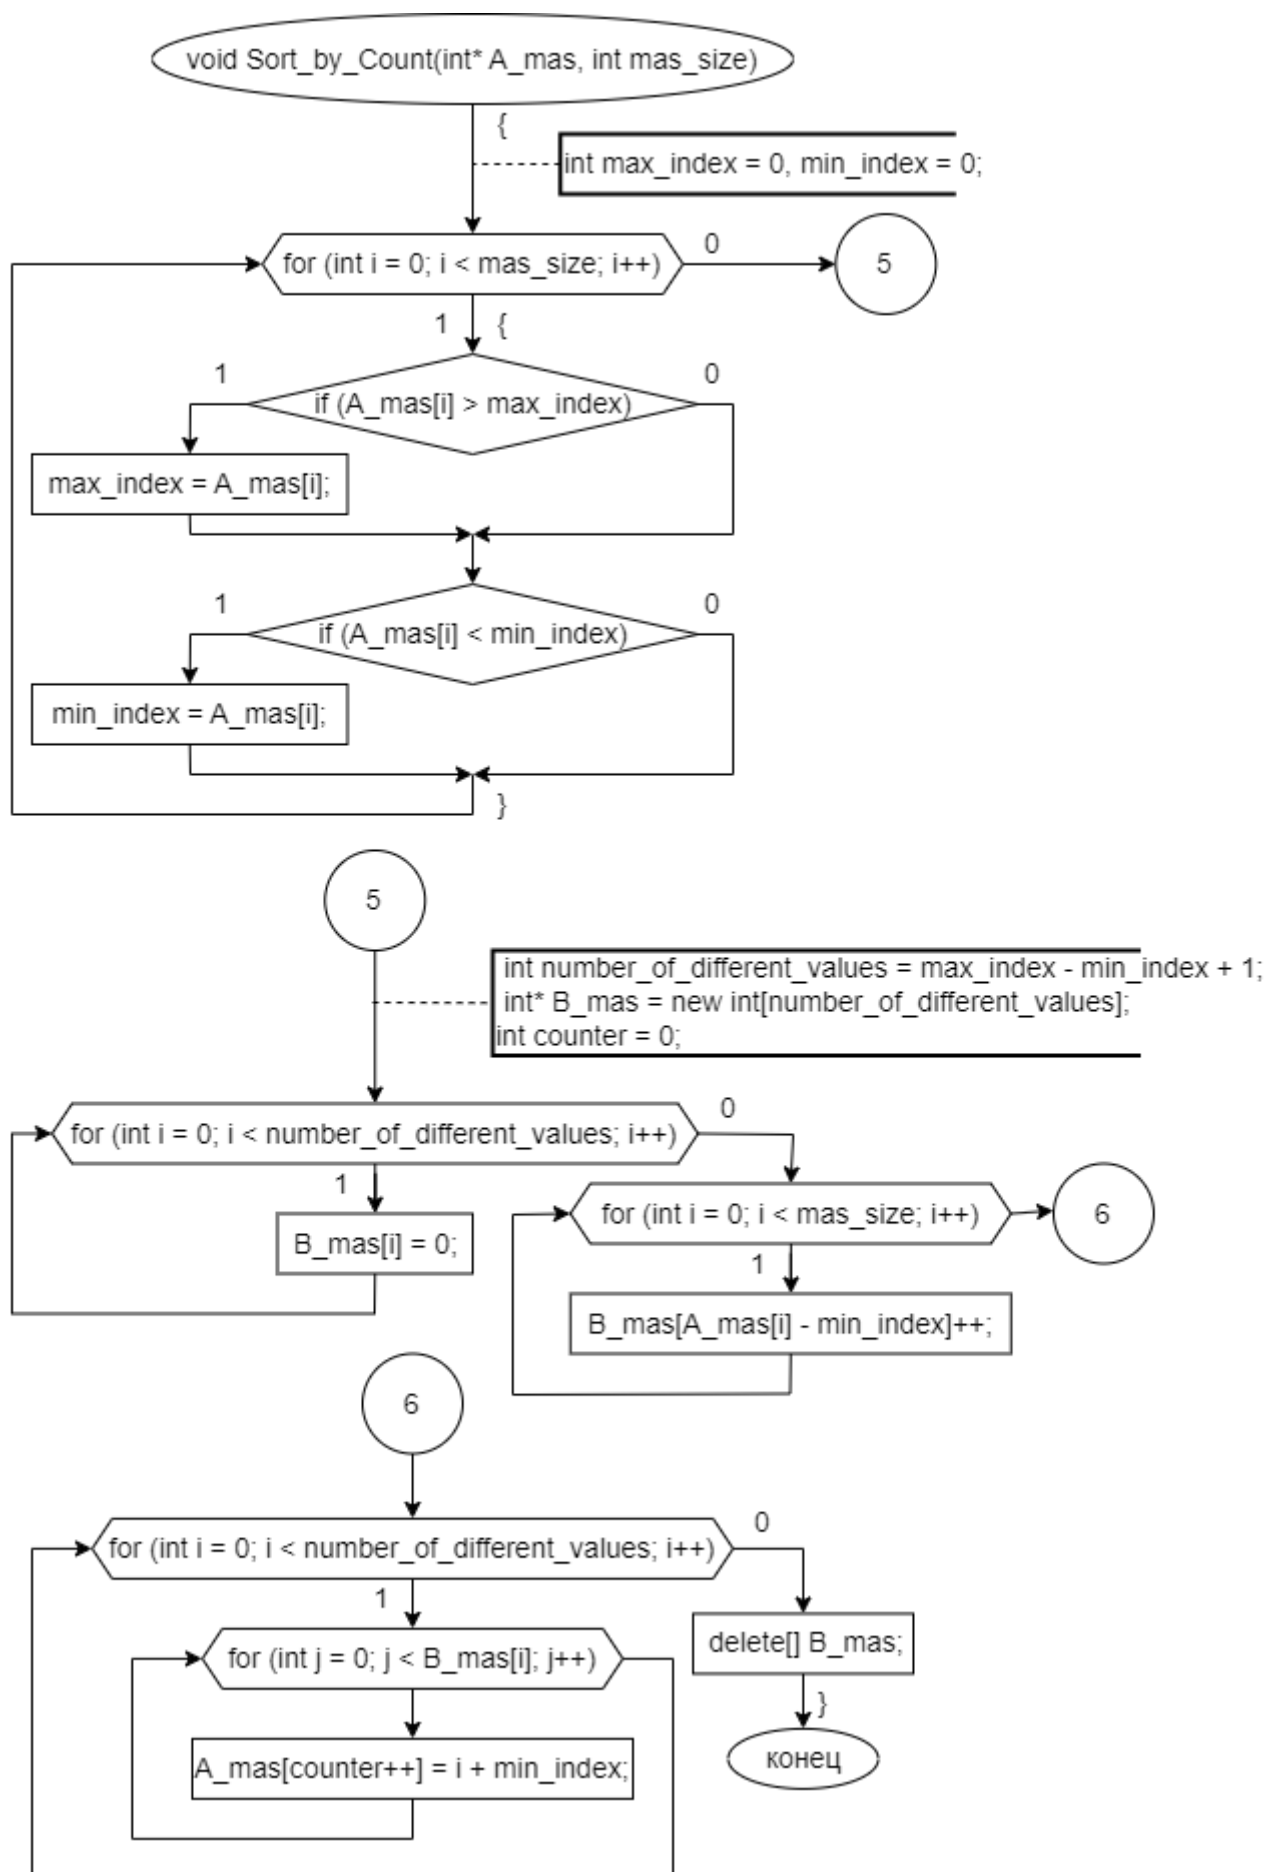 void Sort_by_Count(int* A_mas, int mas_size)
{
int max_index = 0, min_index = 0;
for (int i = 0; i < mas_size; i++)
0
5
1
{
1
if (A_mas[i] > max_index)
0
max_index = A_mas[i];
1
if (A_mas[i] < min_index)
0
min_index = A_mas[i];
}
5
int number_of_different_values = max_index - min_index + 1;
int* B_mas = new int[number_of_different_values];
int counter = 0;
for (int i = 0; i < number_of_different_values; i++)
0
1
B_mas[i] = 0;
for (int i = 0; i < mas_size; i++)
6
1
B_mas[A_mas[i] - min_index]++;
6
for (int i = 0; i < number_of_different_values; i++)
0
1
for (int j = 0; j < B_mas[i]; j++)
delete[] B_mas;
}
A_mas[counter++] = i + min_index;
конец